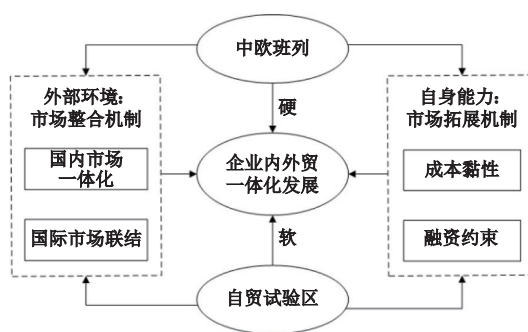 中欧班列
外部环境:
市场整合机制
国内市场
一体化
国际市场联结
硬
企业内外贸
一体化发展
软
自身能力:
市场拓展机制
成本黏性
融资约束
自贸试验区